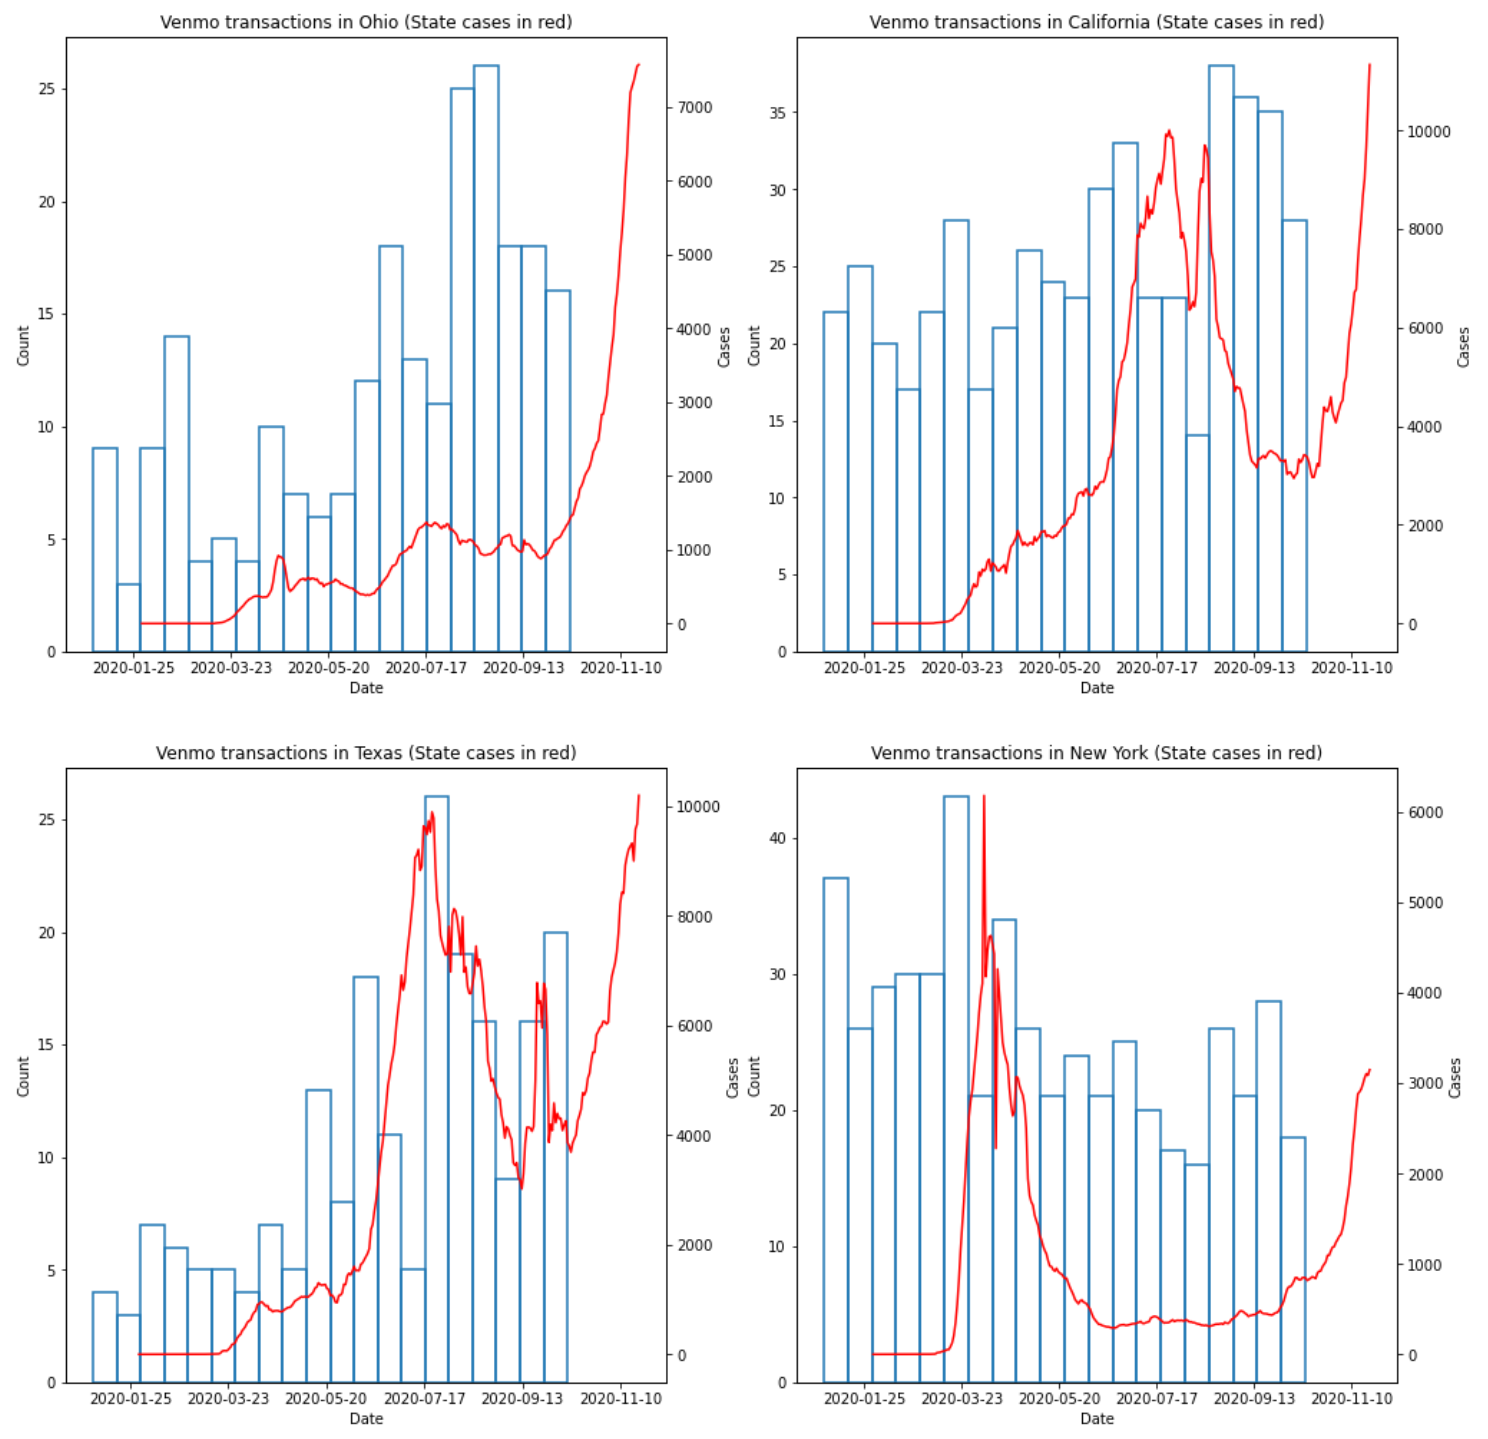 Venmo transactions in Ohio (State cases in red)
25
20
15
10
5
0
Count
7000
6000
5000
4000
3000
2000
1000
0
Cases
2020-01-25 2020-03-23 2020-05-20 2020-07-17 2020-09-13 2020-11-10
Date
Venmo transactions in California (State cases in red)
35
30
25
20
15
10
5
0
Count
10000
8000
6000
4000
2000
0
Cases
2020-01-25 2020-03-23 2020-05-20 2020-07-17 2020-09-13 2020-11-10
Date
Venmo transactions in Texas (State cases in red)
25
20
15
10
5
0
Count
10000
8000
6000
4000
2000
0
Cases
2020-01-25 2020-03-23 2020-05-20 2020-07-17 2020-09-13 2020-11-10
Date
Venmo transactions in New York (State cases in red)
40
30
20
10
0
Count
6000
5000
4000
3000
2000
1000
0
Cases
2020-01-25 2020-03-23 2020-05-20 2020-07-17 2020-09-13 2020-11-10
Date